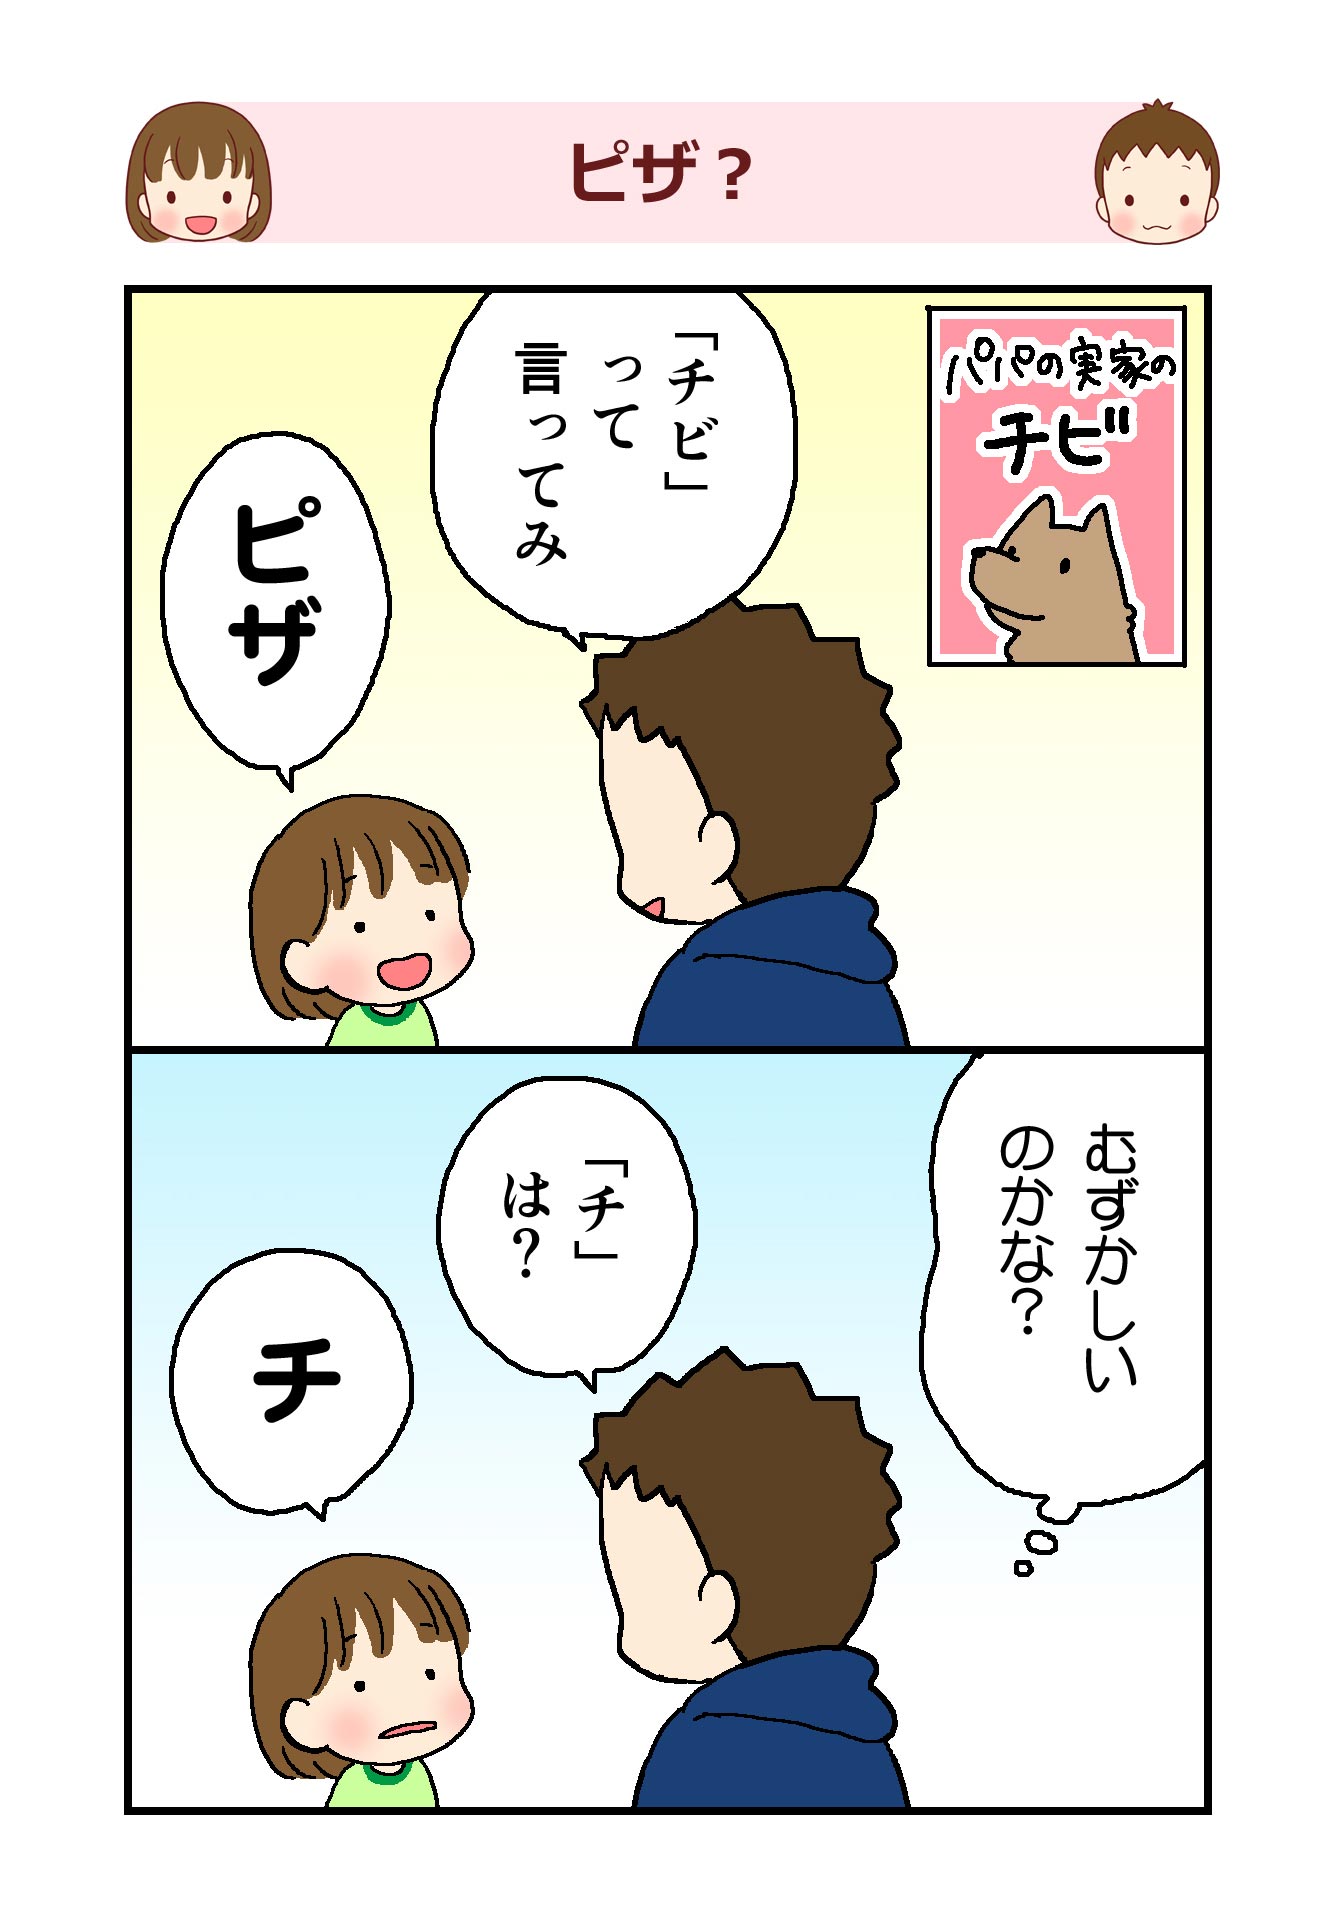 ピザ？
パパの実家の
チビ
「チビ」
って
言ってみ
ピザ
むずかしい
のかな？
「チ」
は？
チ